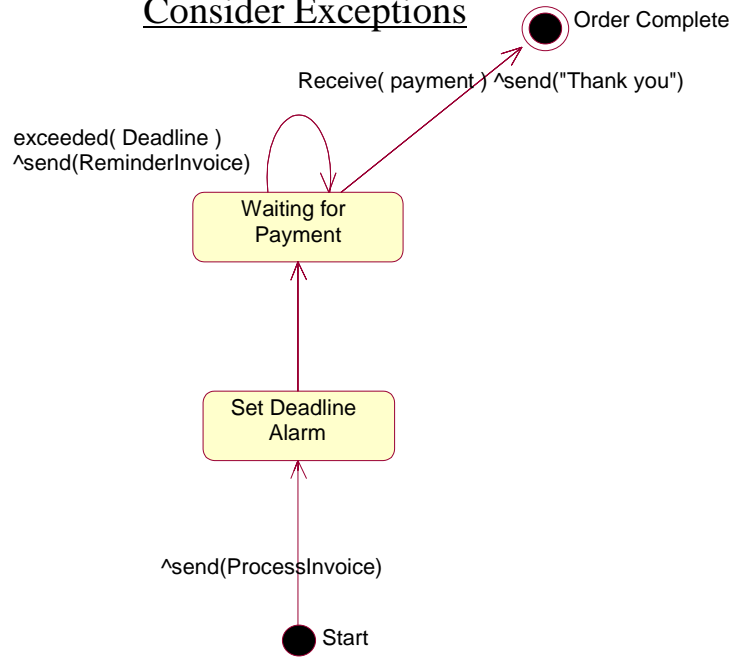 Consider Exceptions
Order Complete
Receive( payment ) ^send("Thank you")
exceeded( Deadline )
^send(ReminderInvoice)
Waiting for
Payment
Set Deadline
Alarm
^send(ProcessInvoice)
Start